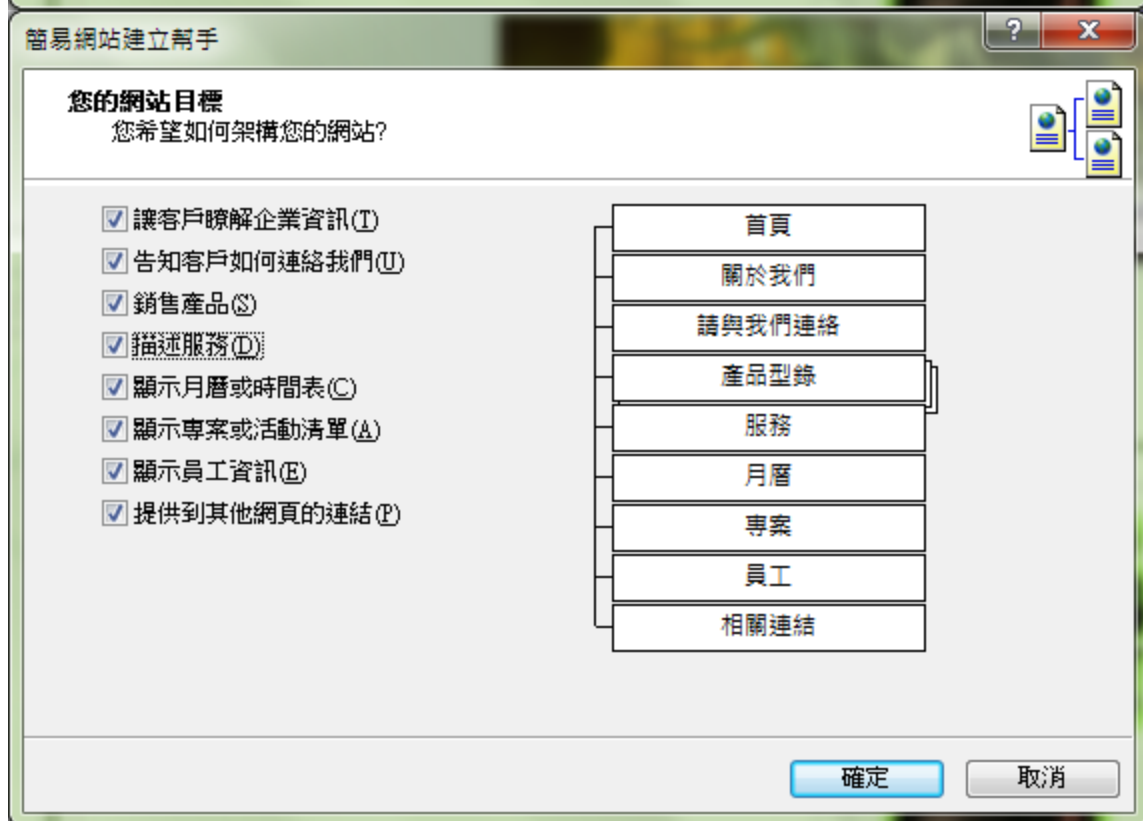 簡易網站建立幫手
?
您的網站目標
您希望如何架構您的網站?
讓客戶瞭解企業資訊(T)
告知客戶如何連絡我們(U)
銷售產品(S)
描述服務(D)
顯示月曆或時間表(C)
顯示專案或活動清單(A)
顯示員工資訊(E)
提供到其他網頁的連結(P)
首頁
關於我們
請與我們連絡
產品型錄
服務
月曆
專案
員工
相關連結
確定
取消